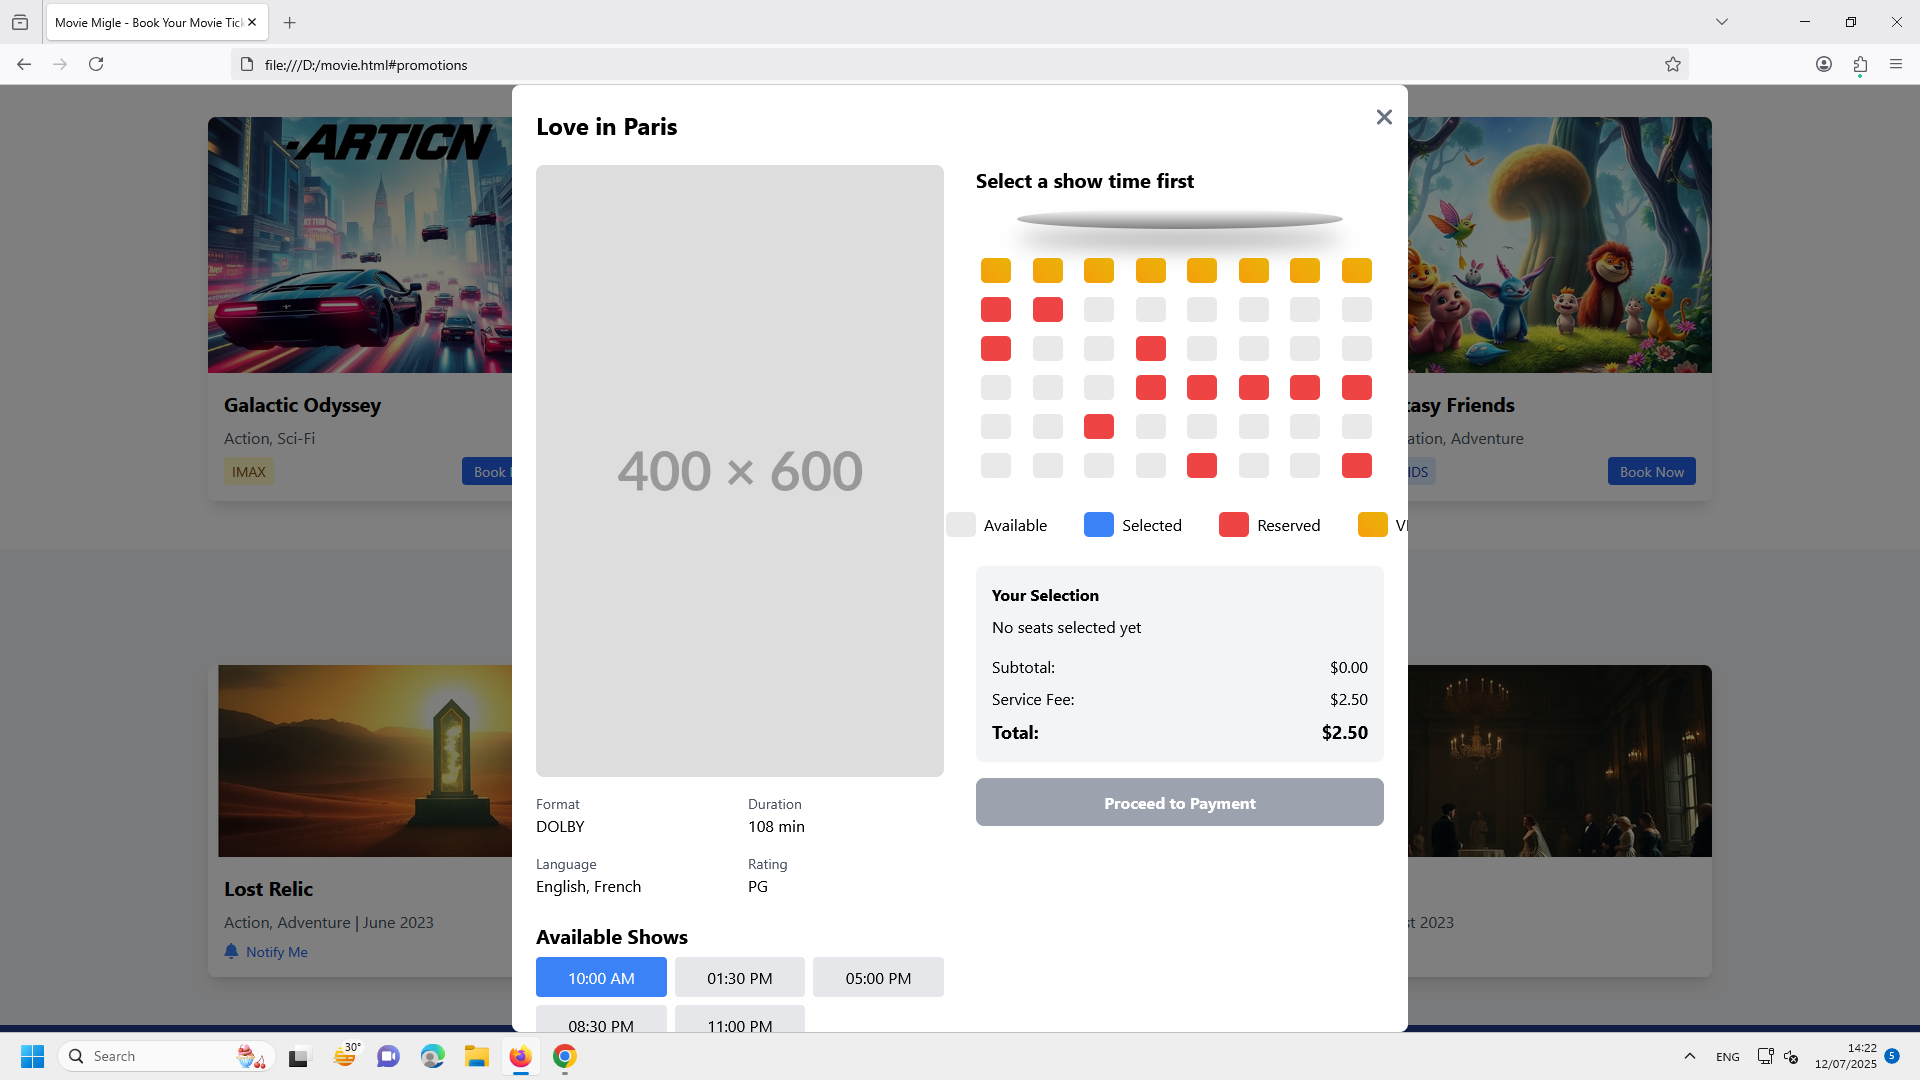 Movie Migle - Book Your Movie Tic
file:///D:/movie.html#promotions
-ARTICN
Galactic Odyssey
Action, Sci-Fi
IMAX
Book
Love in Paris
400 × 600
Format
DOLBY
Duration
108 min
Language
English, French
Rating
PG
Available Shows
10:00 AM
01:30 PM
05:00 PM
08:30 PM
11:00 PM
Select a show time first
Available
Selected
Reserved
Your Selection
No seats selected yet
Subtotal: $0.00
Service Fee: $2.50
Total: $2.50
Proceed to Payment
tasy Friends
ation, Adventure
IDS
Book Now
Lost Relic
Action, Adventure | June 2023
Notify Me
st 2023
Search
30°
ENG
14:22
12/07/2025
5